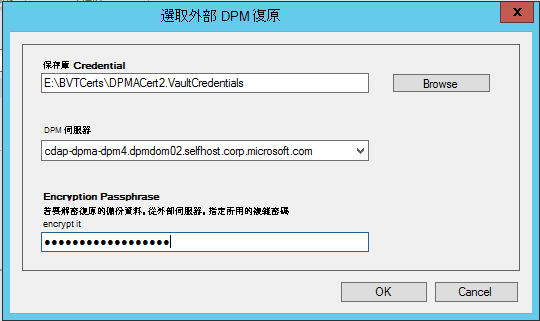 選取外部 DPM 復原
x
保存庫 Credential
E:\BVTCerts\DPMACert2.VaultCredentials
Browse
DPM 伺服器
cdap-dpma-dpm4.dpmdom02.selfhost.corp.microsoft.com
Encryption Passphrase
若要解密復原的備份資料，從外部伺服器，指定所用的複雜密碼
encrypt it
●●●●●●●●●●●●●●●●●●
OK
Cancel